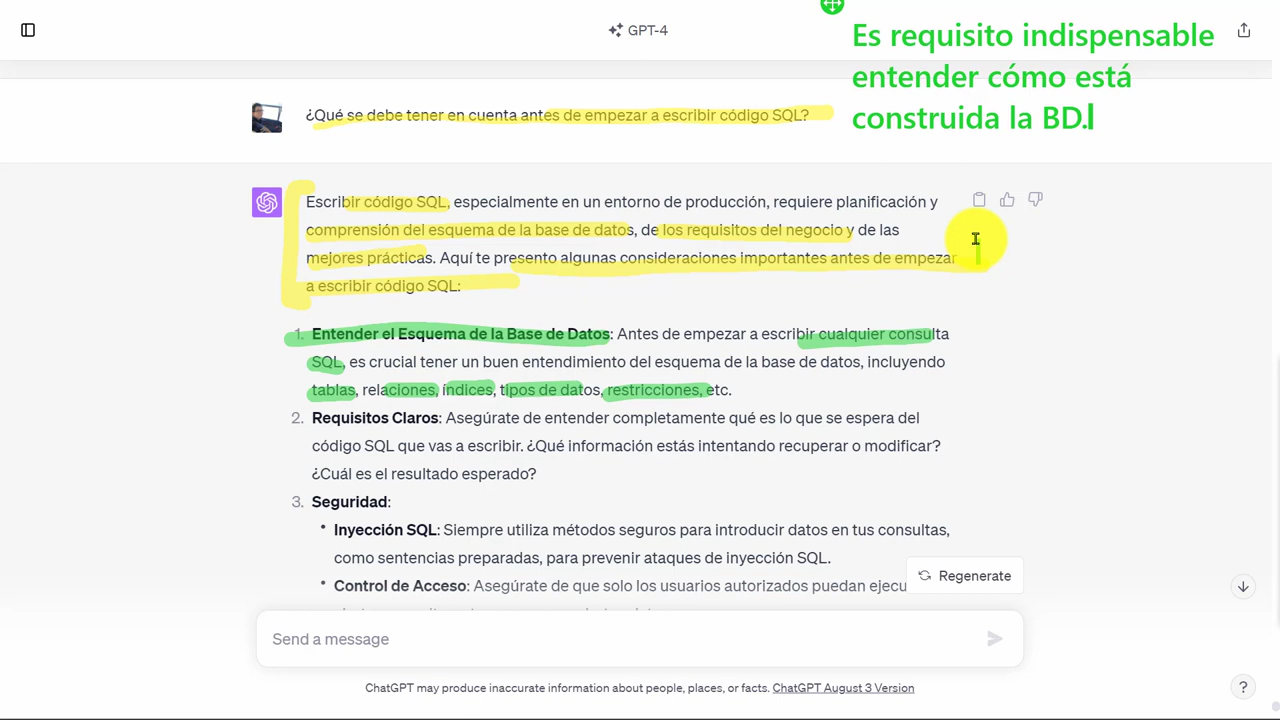 GPT-4
Es requisito indispensable
entender cómo está
construida la BD.
¿Qué se debe tener en cuenta antes de empezar a escribir código SQL?
Escribir código SQL, especialmente en un entorno de producción, requiere planificación y
comprensión del esquema de la base de datos, de los requisitos del negocio y de las
mejores prácticas. Aquí te presento algunas consideraciones importantes antes de empezar
a escribir código SQL:
1. Entender el Esquema de la Base de Datos: Antes de empezar a escribir cualquier consulta
SQL, es crucial tener un buen entendimiento del esquema de la base de datos, incluyendo
tablas, relaciones, índices, tipos de datos, restricciones, etc.
2. Requisitos Claros: Asegúrate de entender completamente qué es lo que se espera del
código SQL que vas a escribir. ¿Qué información estás intentando recuperar o modificar?
¿Cuál es el resultado esperado?
3. Seguridad:
• Inyección SQL: Siempre utiliza métodos seguros para introducir datos en tus consultas,
como sentencias preparadas, para prevenir ataques de inyección SQL.
• Control de Acceso: Asegúrate de que solo los usuarios autorizados puedan ejecu
Regenerate
Send a message
ChatGPT may produce inaccurate information about people, places, or facts. ChatGPT August 3 Version
?